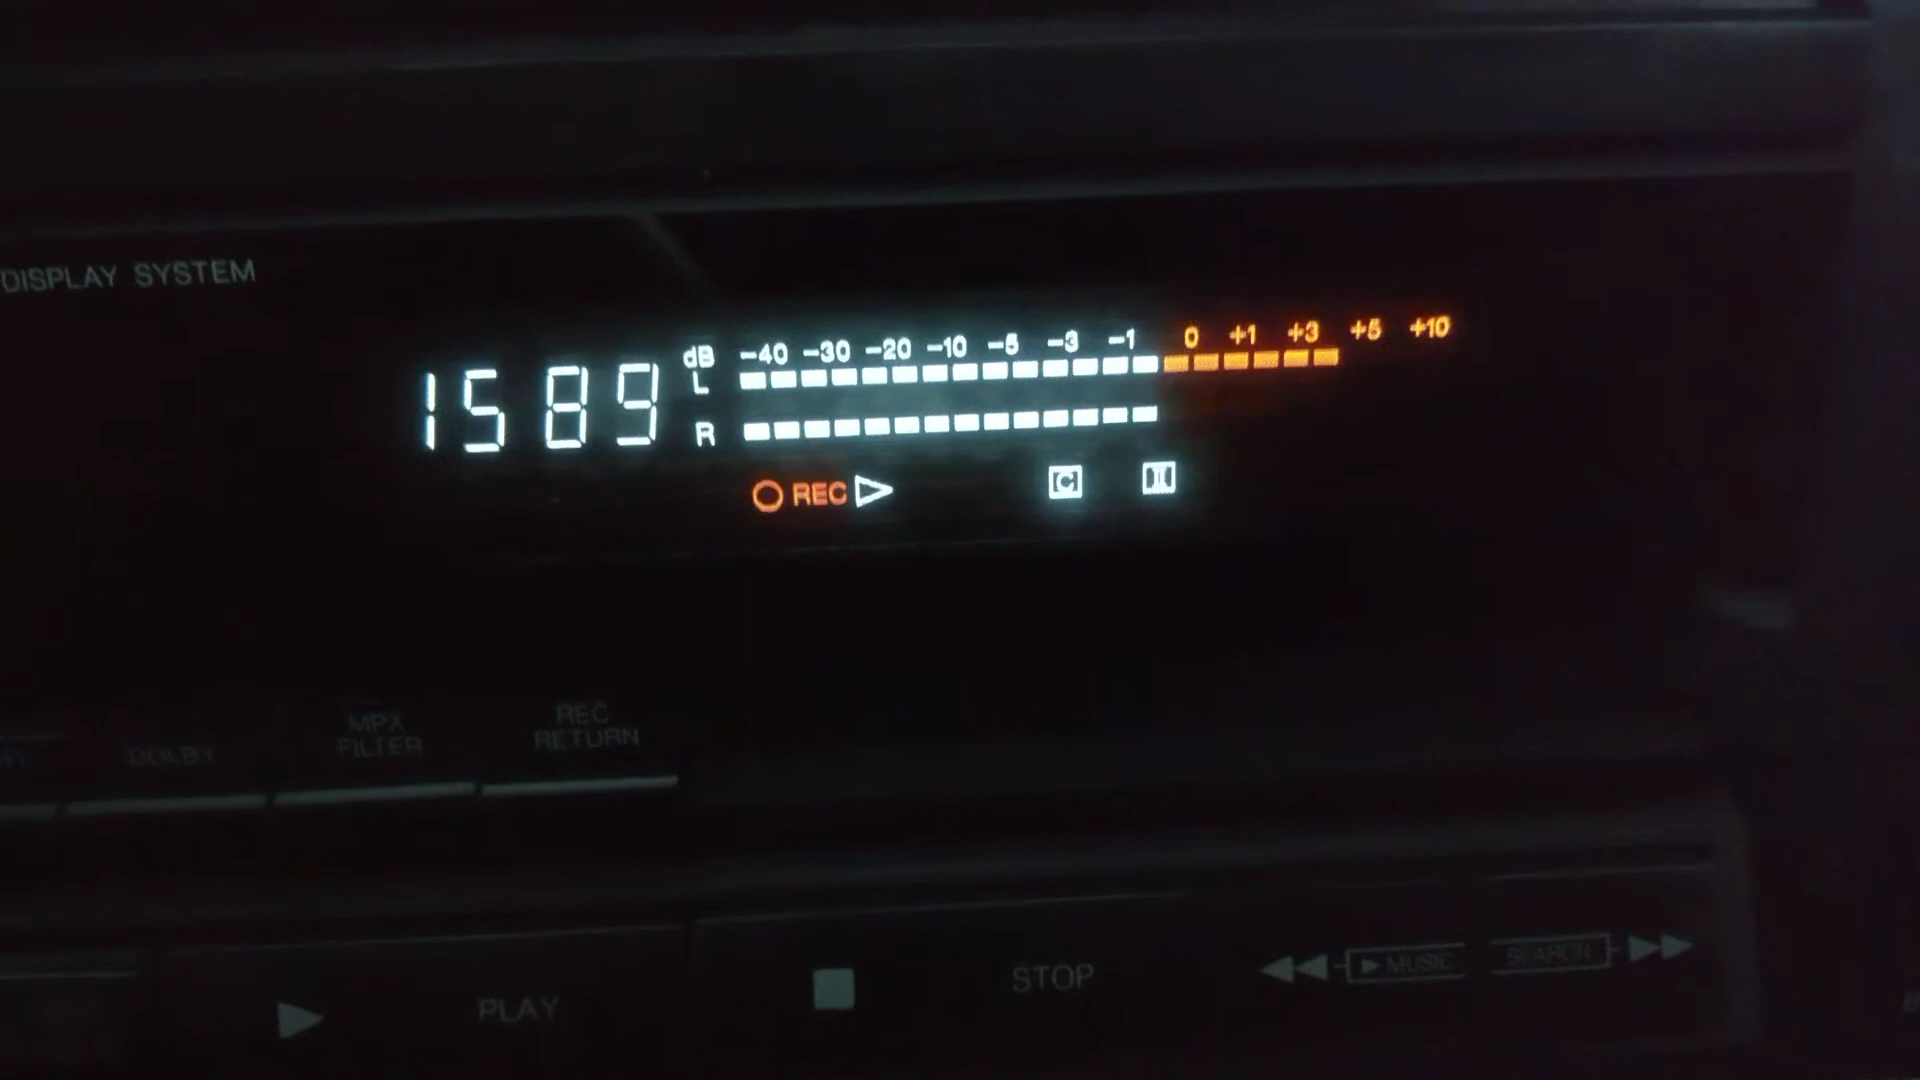 DISPLAY SYSTEM
dB -40 -30 -20 -10 -5 -3 -1 0 +1 +3 +5 +10
1589
L
R
REC
C II
DOLBY
MPX
FILTER
REC
RETURN
PLAY
STOP
MUSIC
SEARCH